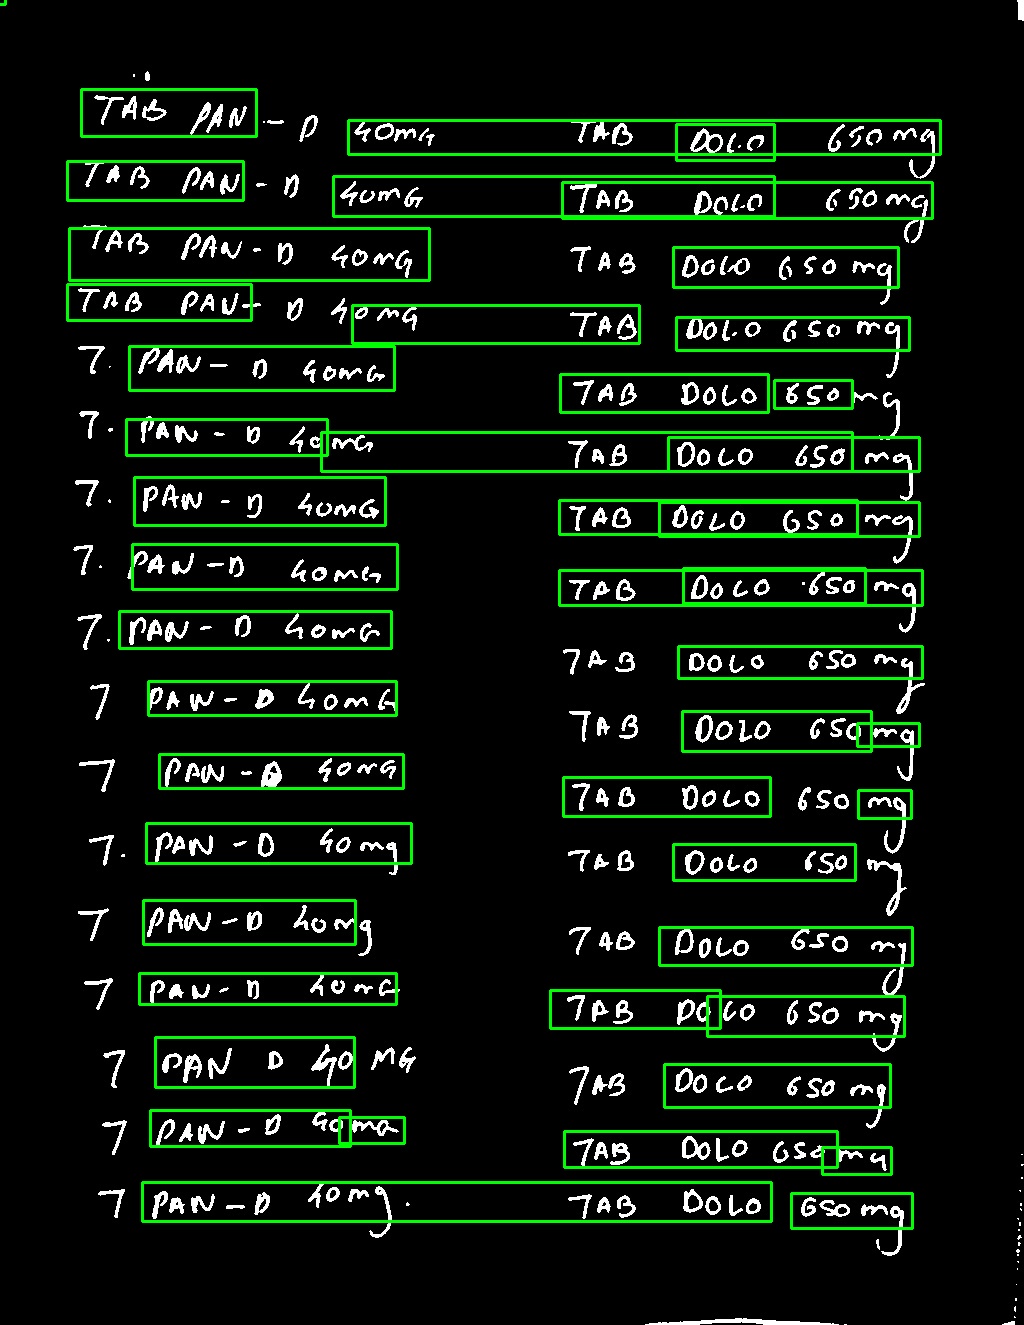 TAB PAN - D 40mG TAB DOLO 650 mg
TAB PAN - D 40mG TAB DOLO 650 mg
TAB PAN - D 40mG TAB DOLO 650 mg
TAB PAN - D 40mG TAB DOLO 650 mg
T. PAN - D 40mG TAB DOLO 650 mg
T. PAN - D 40mG TAB DOLO 650 mg
T. PAN - D 40mG TAB DOLO 650 mg
T. PAN - D 40mG TAB DOLO 650 mg
T. PAN - D 40mG TAB DOLO 650 mg
T PAN - D 40mG TAB DOLO 650 mg
T PAN - D 40mG TAB DOLO 650 mg
T. PAN - D 40mg TAB DOLO 650 mg
T PAN - D 40mg TAB DOLO 650 mg
T PAN - D 40mG TAB DOLO 650 mg
T PAN D 40 MG TAB DOLO 650 mg
T PAN - D 40mG TAB DOLO 650 mg
T PAN - D 40mg. TAB DOLO 650 mg